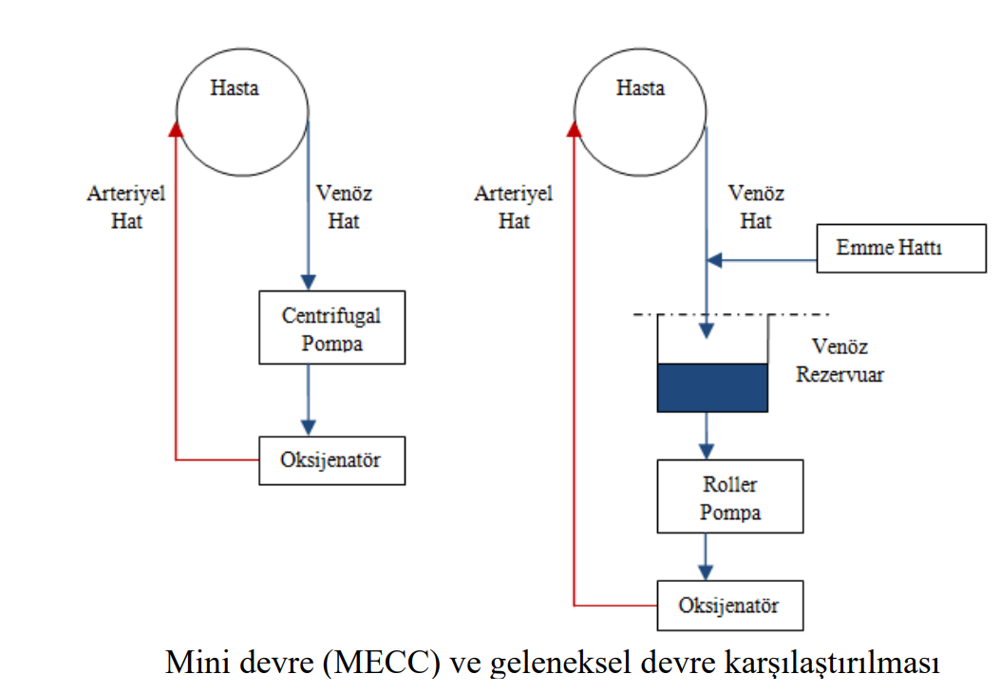 Hasta
Arteriyel
Hat
Venöz
Hat
Centrifugal
Pompa
Oksijenatör
Hasta
Arteriyel
Hat
Venöz
Hat
Emme Hattı
Venöz
Rezervuar
Roller
Pompa
Oksijenatör
Mini devre (MECC) ve geleneksel devre karşılaştırılması